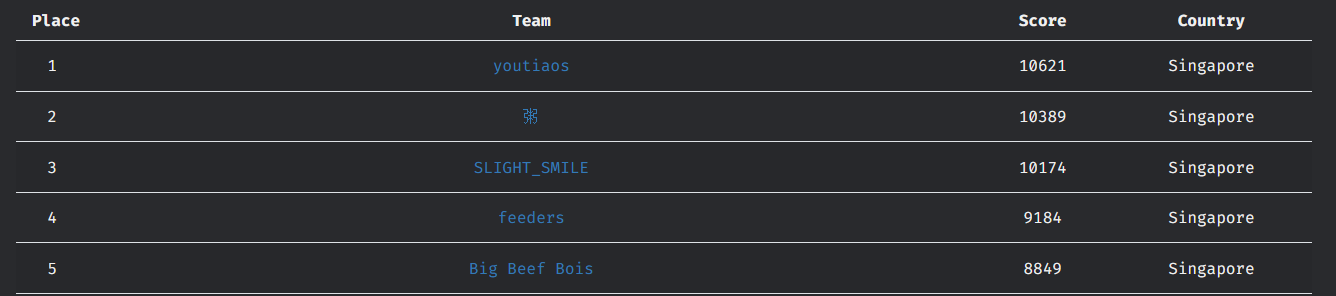 Place Team Score Country
1 youtiaos 10621 Singapore
2 粥 10389 Singapore
3 SLIGHT_SMILE 10174 Singapore
4 feeders 9184 Singapore
5 Big Beef Bois 8849 Singapore